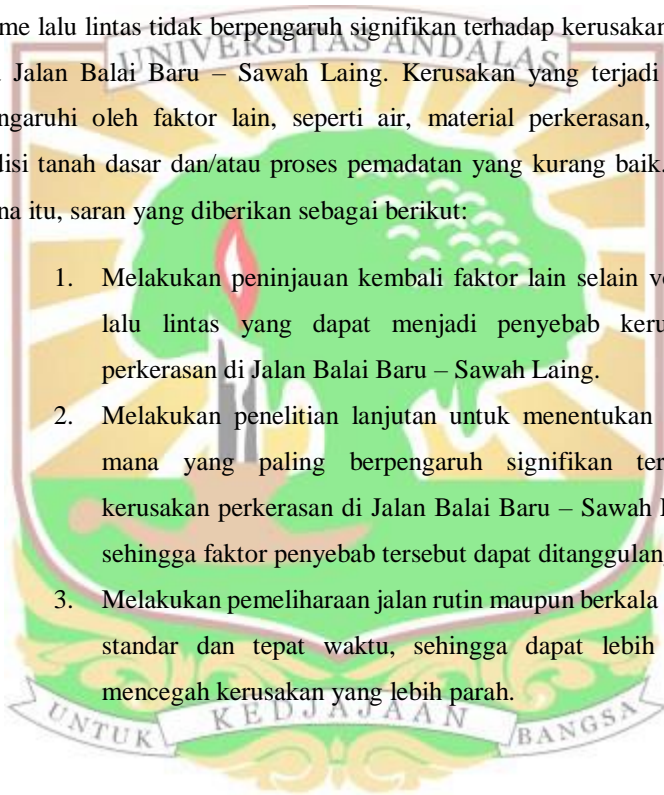 me lalu lintas tidak berpengaruh signifikan terhadap kerusakan
UNIVERSITAS ANDALAS
Jalan Balai Baru – Sawah Laing. Kerusakan yang terjadi
ngaruhi oleh faktor lain, seperti air, material perkerasan,
disi tanah dasar dan/atau proses pemadatan yang kurang baik.
na itu, saran yang diberikan sebagai berikut:
1. Melakukan peninjauan kembali faktor lain selain vo
lalu lintas yang dapat menjadi penyebab keru
perkerasan di Jalan Balai Baru – Sawah Laing.
2. Melakukan penelitian lanjutan untuk menentukan
mana yang paling berpengaruh signifikan ter
kerusakan perkerasan di Jalan Balai Baru – Sawah
sehingga faktor penyebab tersebut dapat ditanggulan
3. Melakukan pemeliharaan jalan rutin maupun berkala
standar dan tepat waktu, sehingga dapat lebih
mencegah kerusakan yang lebih parah.
UNTUK KEDJAJAAN BANGSA